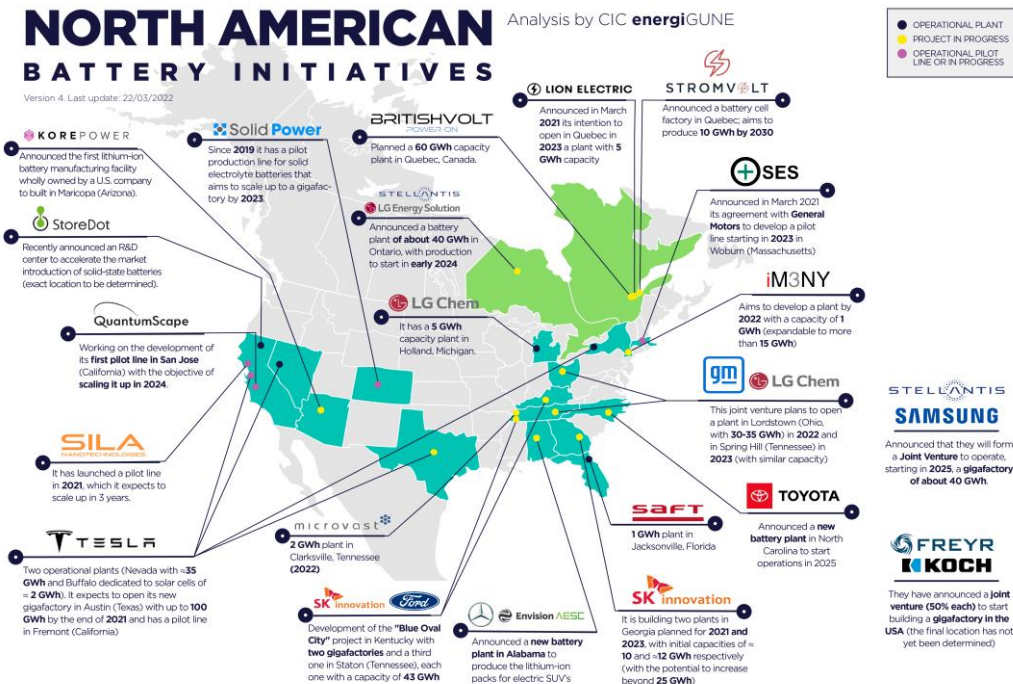 NORTH AMERICAN
BATTERY INITIATIVES
Version 4. Last update: 22/03/2022
Analysis by CIC energiGUNE
OPERATIONAL PLANT
PROJECT IN PROGRESS
OPERATIONAL PILOT
LINE OR IN PROGRESS
KOREPOWER
Announced the first lithium-ion
battery manufacturing facility
wholly owned by a U.S. company
to built in Maricopa (Arizona).
Solid Power
Since 2019 it has a pilot
production line for solid
electrolyte batteries that
aims to scale up to a gigafac-
tory by 2023.
BRITISHVOLT
POWER ON
Planned a 60 GWh capacity
plant in Quebec, Canada.
LION ELECTRIC
Announced in March
2021 its intention to
open in Quebec in
2023 a plant with 5
GWh capacity
STROMVOLT
Announced a battery cell
factory in Quebec; aims to
produce 10 GWh by 2030
SES
Announced in March 2021
its agreement with General
Motors to develop a pilot
line starting in 2023 in
Woburn (Massachusetts)
StoreDot
Recently announced an R&D
center to accelerate the market
introduction of solid-state batteries
(exact location to be determined).
STELLANTIS
LG Energy Solution
Announced a battery
plant of about 40 GWh in
Ontario, with production
to start in early 2024
iM3NY
Aims to develop a plant by
2022 with a capacity of 1
GWh (expandable to more
than 15 GWh)
QuantumScape
Working on the development of
its first pilot line in San Jose
(California) with the objective of
scaling it up in 2024.
LG Chem
It has a 5 GWh
capacity plant in
Holland, Michigan.
gm
LG Chem
This joint venture plans to open
a plant in Lordstown (Ohio,
with 30-35 GWh) in 2022 and
in Spring Hill (Tennessee) in
2023 (with similar capacity)
STELLANTIS
SAMSUNG
Announced that they will form
a Joint Venture to operate,
starting in 2025, a gigafactory
of about 40 GWh.
SILA
NANOTECHNOLOGIES
It has launched a pilot line
in 2021, which it expects to
scale up in 3 years.
TESLA
Two operational plants (Nevada with ≈35
GWh and Buffalo dedicated to solar cells of
≈ 2 GWh). It expects to open its new
gigafactory in Austin (Texas) with up to 100
GWh by the end of 2021 and has a pilot line
in Fremont (California)
microvast
2 GWh plant in
Clarksville, Tennessee
(2022)
SK innovation
Ford
Development of the "Blue Oval
City" project in Kentucky with
two gigafactories and a third
one in Staton (Tennessee), each
one with a capacity of 43 GWh
Envision AESC
Announced a new battery
plant in Alabama to
produce the lithium-ion
packs for electric SUV's
saft
1 GWh plant in
Jacksonville, Florida
SK innovation
It is building two plants in
Georgia planned for 2021 and
2023, with initial capacities of ≈
10 and ≈12 GWh respectively
(with the potential to increase
beyond 25 GWh)
TOYOTA
Announced a new
battery plant in North
Carolina to start
operations in 2025
FREYR
KOCH
They have announced a joint
venture (50% each) to start
building a gigafactory in the
USA (the final location has not
yet been determined)